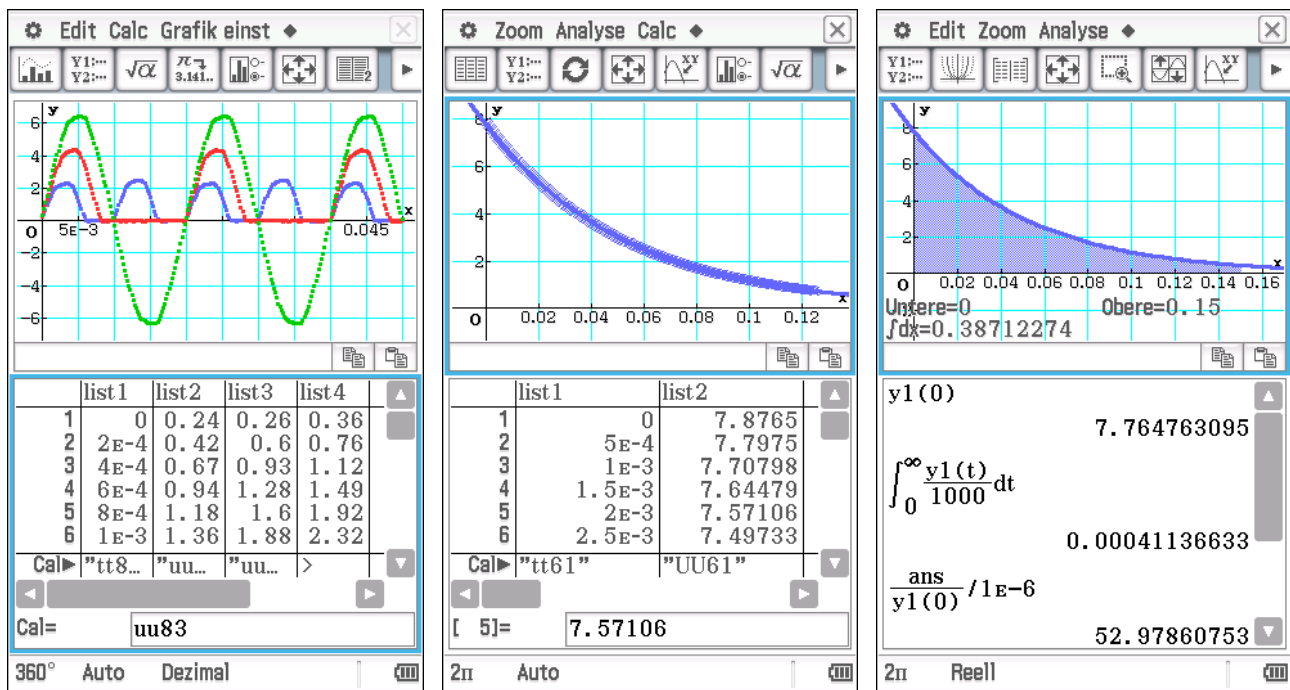 Edit Calc Grafik einst ◆
Y1:...
Y2:...
√α
3.141..
2
y
6
4
2
O
5E-3
0.045
x
-2
-4
-6
list1 list2 list3 list4
1 0 0.24 0.26 0.36
2 2E-4 0.42 0.6 0.76
3 4E-4 0.67 0.93 1.12
4 6E-4 0.94 1.28 1.49
5 8E-4 1.18 1.6 1.92
6 1E-3 1.36 1.88 2.32
Cal▶ "tt8… "uu… "uu… >
Cal= uu83
360° Auto Dezimal
Zoom Analyse Calc ◆
Y1:...
Y2:...
XY
√α
y
8
6
4
2
x
O 0.02 0.04 0.06 0.08 0.1 0.12
list1 list2
1 0 7.8765
2 5E-4 7.7975
3 1E-3 7.70798
4 1.5E-3 7.64479
5 2E-3 7.57106
6 2.5E-3 7.49733
Cal▶ "tt61" "UU61"
[ 5]= 7.57106
2π Auto
Edit Zoom Analyse ◆
Y1:...
Y2:...
XY
y
8
6
4
2
x
O 0.02 0.04 0.06 0.08 0.1 0.12 0.14 0.16
Untere=0 Obere=0.15
∫dx=0.38712274
y1(0)
7.764763095
∫₀^∞ y1(t)/1000 dt
0.00041136633
ans/y1(0) /1E-6
52.97860753
2π Reell